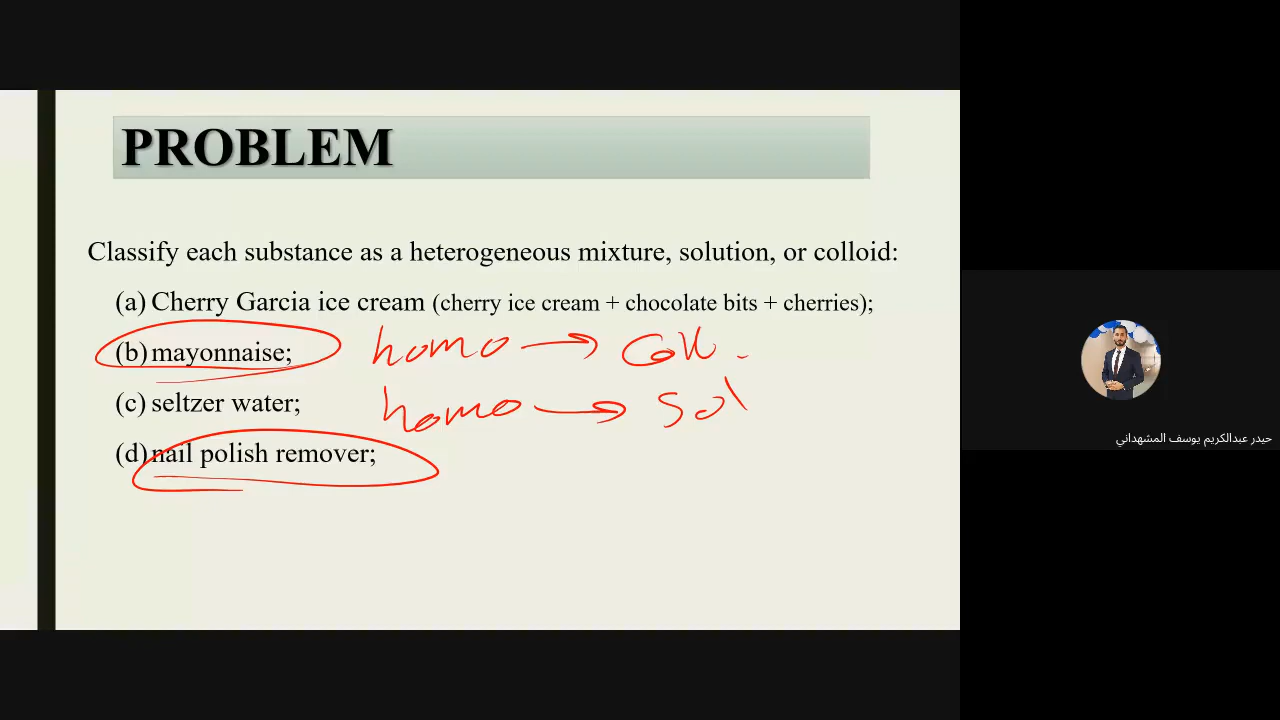 PROBLEM
Classify each substance as a heterogeneous mixture, solution, or colloid:
(a) Cherry Garcia ice cream (cherry ice cream + chocolate bits + cherries);
(b) mayonnaise; homo → Coll.
(c) seltzer water; homo → Sol
(d) nail polish remover;
حيدر عبدالكريم يوسف المشهداني